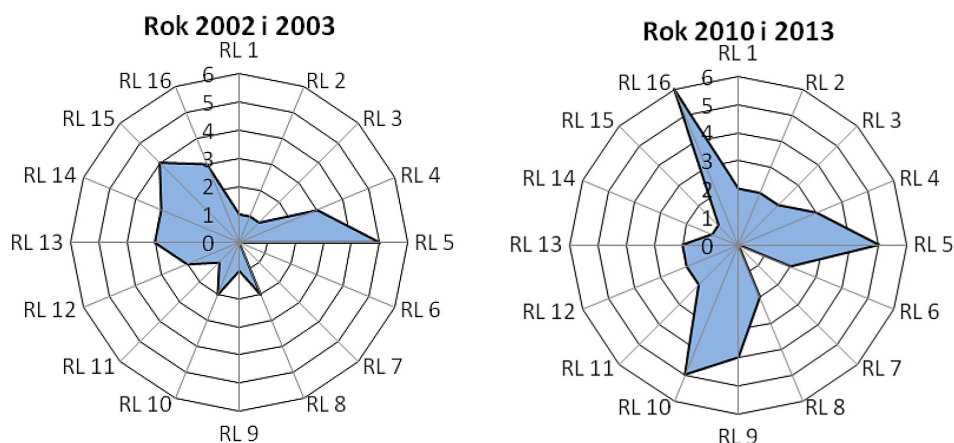 Rok 2002 i 2003
RL 1
RL 2
RL 3
RL 4
RL 5
RL 6
RL 7
RL 8
RL 9
RL 10
RL 11
RL 12
RL 13
RL 14
RL 15
RL 16
6
5
4
3
2
1
0
Rok 2010 i 2013
RL 1
RL 2
RL 3
RL 4
RL 5
RL 6
RL 7
RL 8
RL 9
RL 10
RL 11
RL 12
RL 13
RL 14
RL 15
RL 16
6
5
4
3
2
1
0